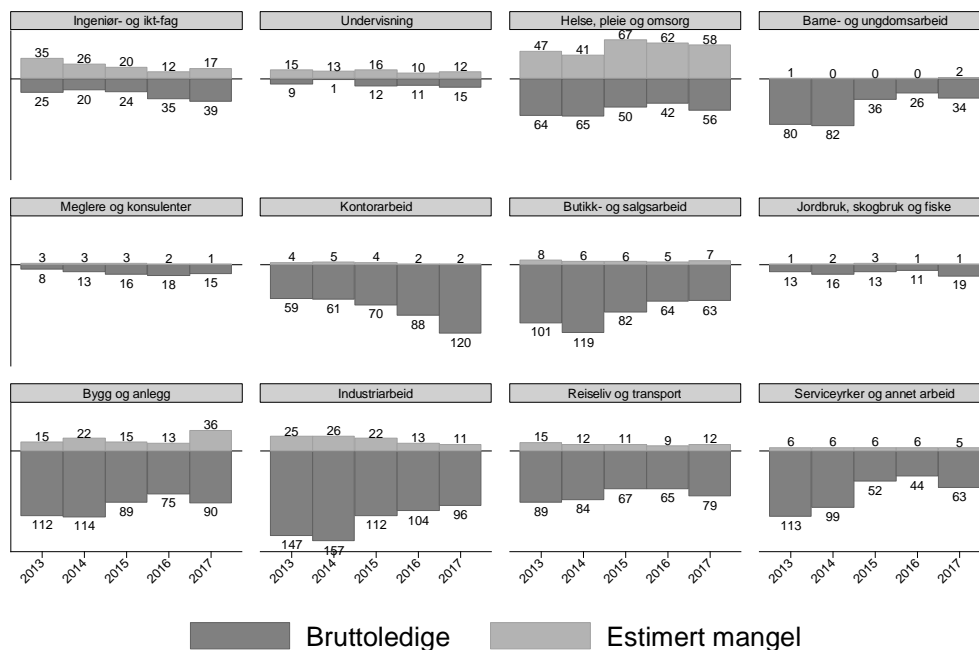 Ingeniør- og ikt-fag
Undervisning
Helse, pleie og omsorg
Barne- og ungdomsarbeid
35 26 20 12 17
15 13 16 10 12
47 41 67 62 58
1 0 0 0 2
25 20 24 35 39
9 1 12 11 15
64 65 50 42 56
80 82 36 26 34
Meglere og konsulenter
Kontorarbeid
Butikk- og salgsarbeid
Jordbruk, skogbruk og fiske
3 3 3 2 1
4 5 4 2 2
8 6 6 5 7
1 2 3 1 1
8 13 16 18 15
59 61 70 88 120
101 119 82 64 63
13 16 13 11 19
Bygg og anlegg
Industriarbeid
Reiseliv og transport
Serviceyrker og annet arbeid
15 22 15 13 36
25 26 22 13 11
15 12 11 9 12
6 6 6 6 5
112 114 89 75 90
147 157 112 104 96
89 84 67 65 79
113 99 52 44 63
2013 2014 2015 2016 2017
2013 2014 2015 2016 2017
2013 2014 2015 2016 2017
2013 2014 2015 2016 2017
Bruttoledige
Estimert mangel